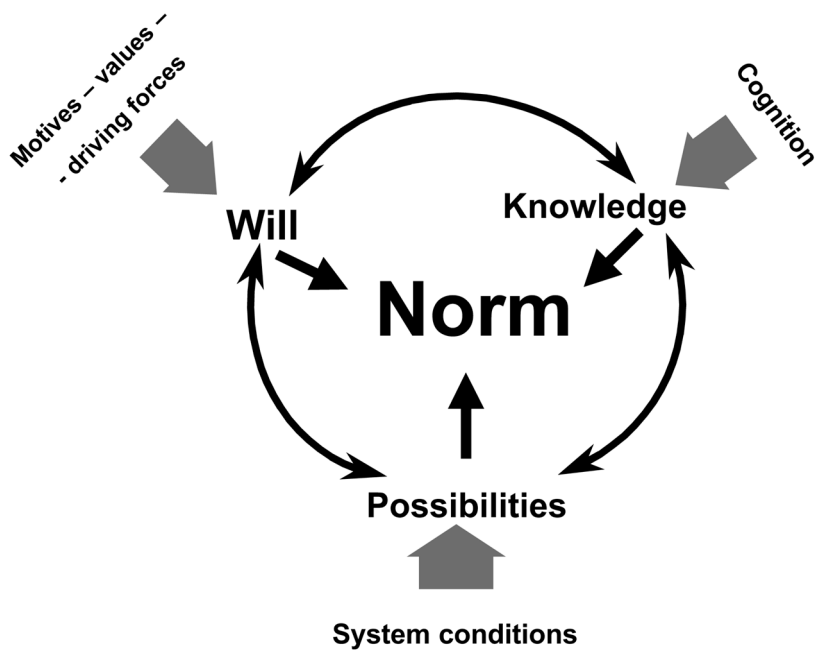 Motives – values –
- driving forces
Cognition
Will
Knowledge
Norm
Possibilities
System conditions